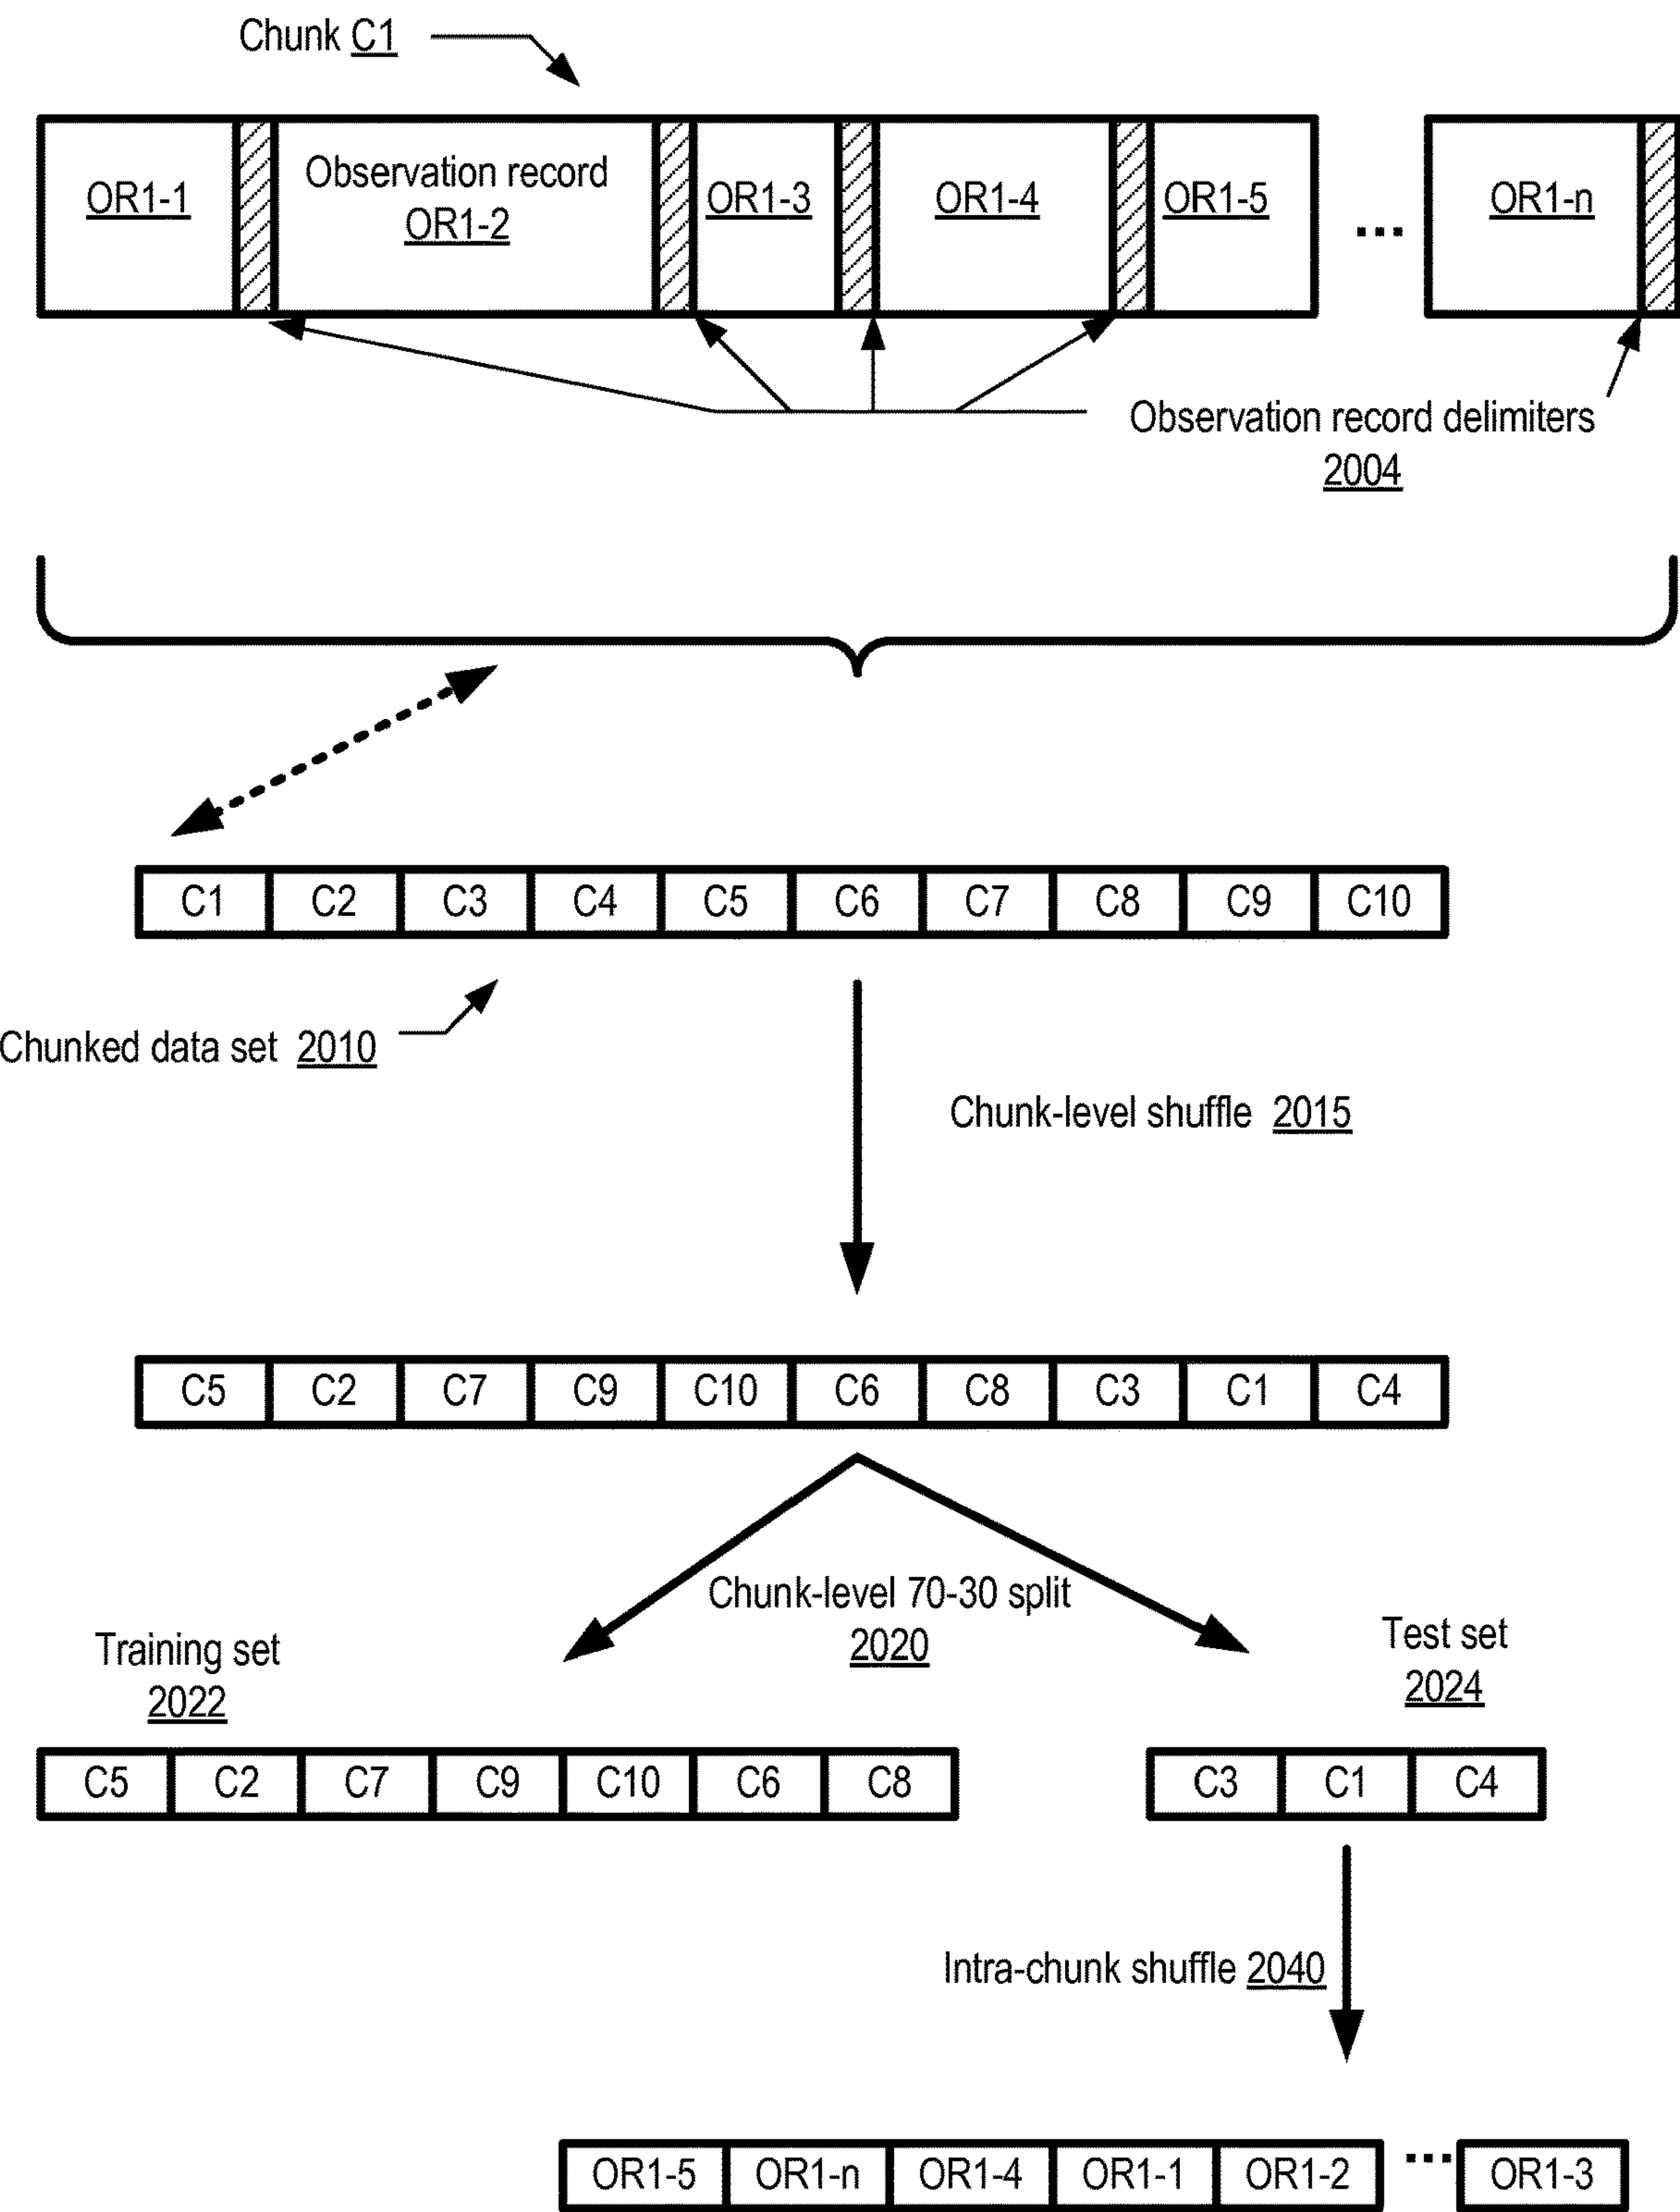 Chunk C1
OR1-1
Observation record
OR1-2
OR1-3
OR1-4
OR1-5
...
OR1-n
Observation record delimiters
2004
C1 C2 C3 C4 C5 C6 C7 C8 C9 C10
Chunked data set 2010
Chunk-level shuffle 2015
C5 C2 C7 C9 C10 C6 C8 C3 C1 C4
Chunk-level 70-30 split
2020
Training set
2022
Test set
2024
C5 C2 C7 C9 C10 C6 C8
C3 C1 C4
Intra-chunk shuffle 2040
OR1-5 OR1-n OR1-4 OR1-1 OR1-2 ... OR1-3